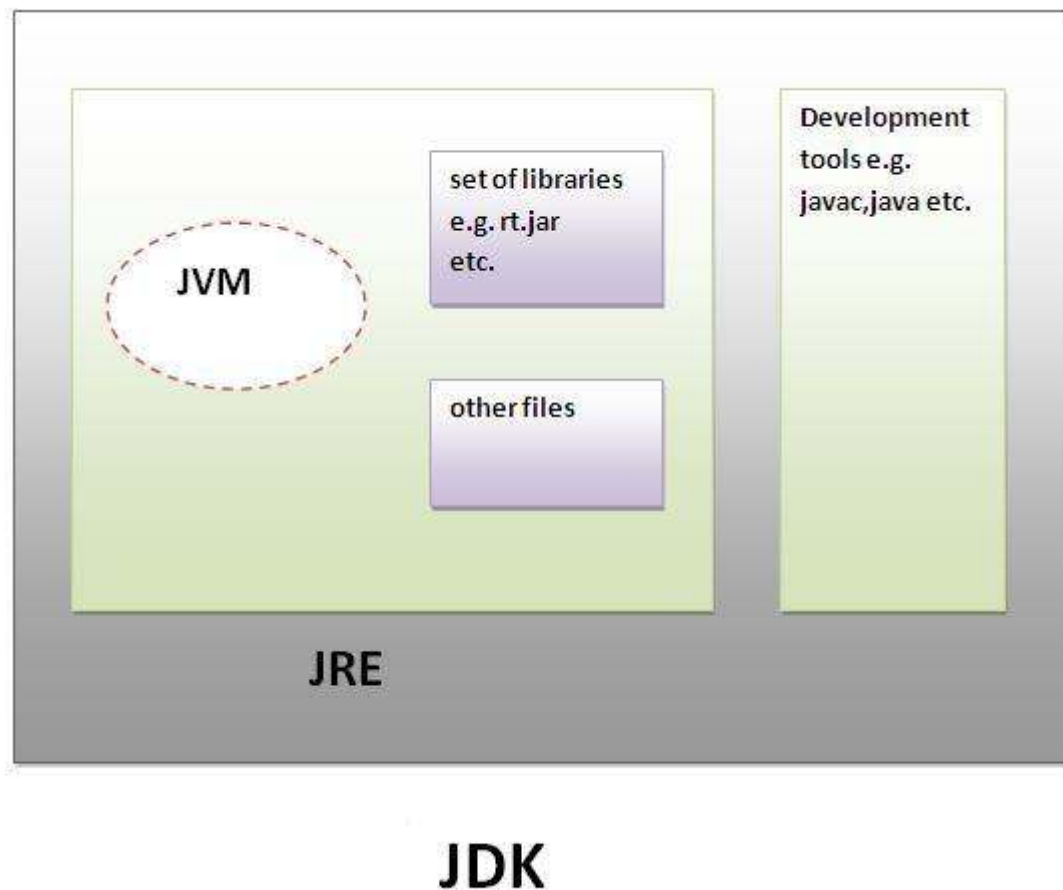 JVM
set of libraries
e.g. rt.jar
etc.
other files
Development
tools e.g.
javac,java etc.
JRE
JDK